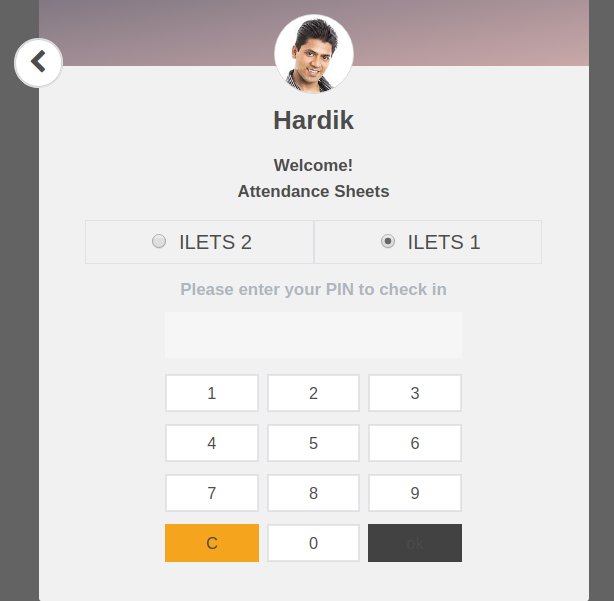 Hardik
Welcome!
Attendance Sheets
ILETS 2 ILETS 1
Please enter your PIN to check in
1 2 3
4 5 6
7 8 9
C 0 ok